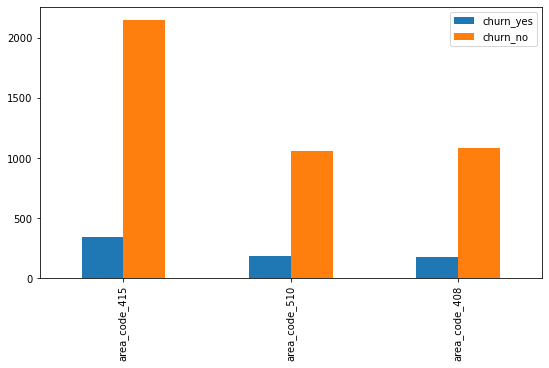 churn_yes
churn_no
2000
1500
1000
500
0
area_code_415
area_code_510
area_code_408